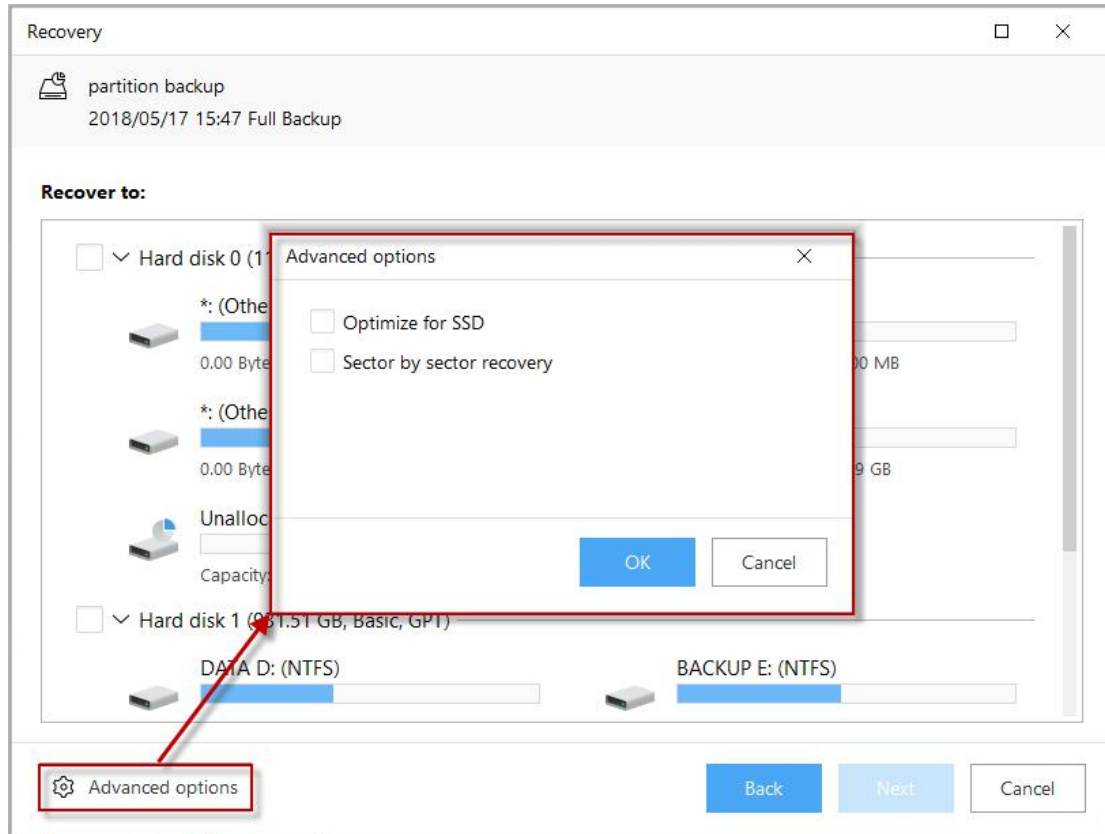 Recovery
partition backup
2018/05/17 15:47 Full Backup
Recover to:
Hard disk 0 (11
*: (Othe
0.00 Byte
00 MB
*: (Othe
0.00 Byte
9 GB
Unalloc
Capacity:
Advanced options
Optimize for SSD
Sector by sector recovery
OK
Cancel
Hard disk 1 (931.51 GB, Basic, GPT)
DATA D: (NTFS)
BACKUP E: (NTFS)
Advanced options
Back
Next
Cancel